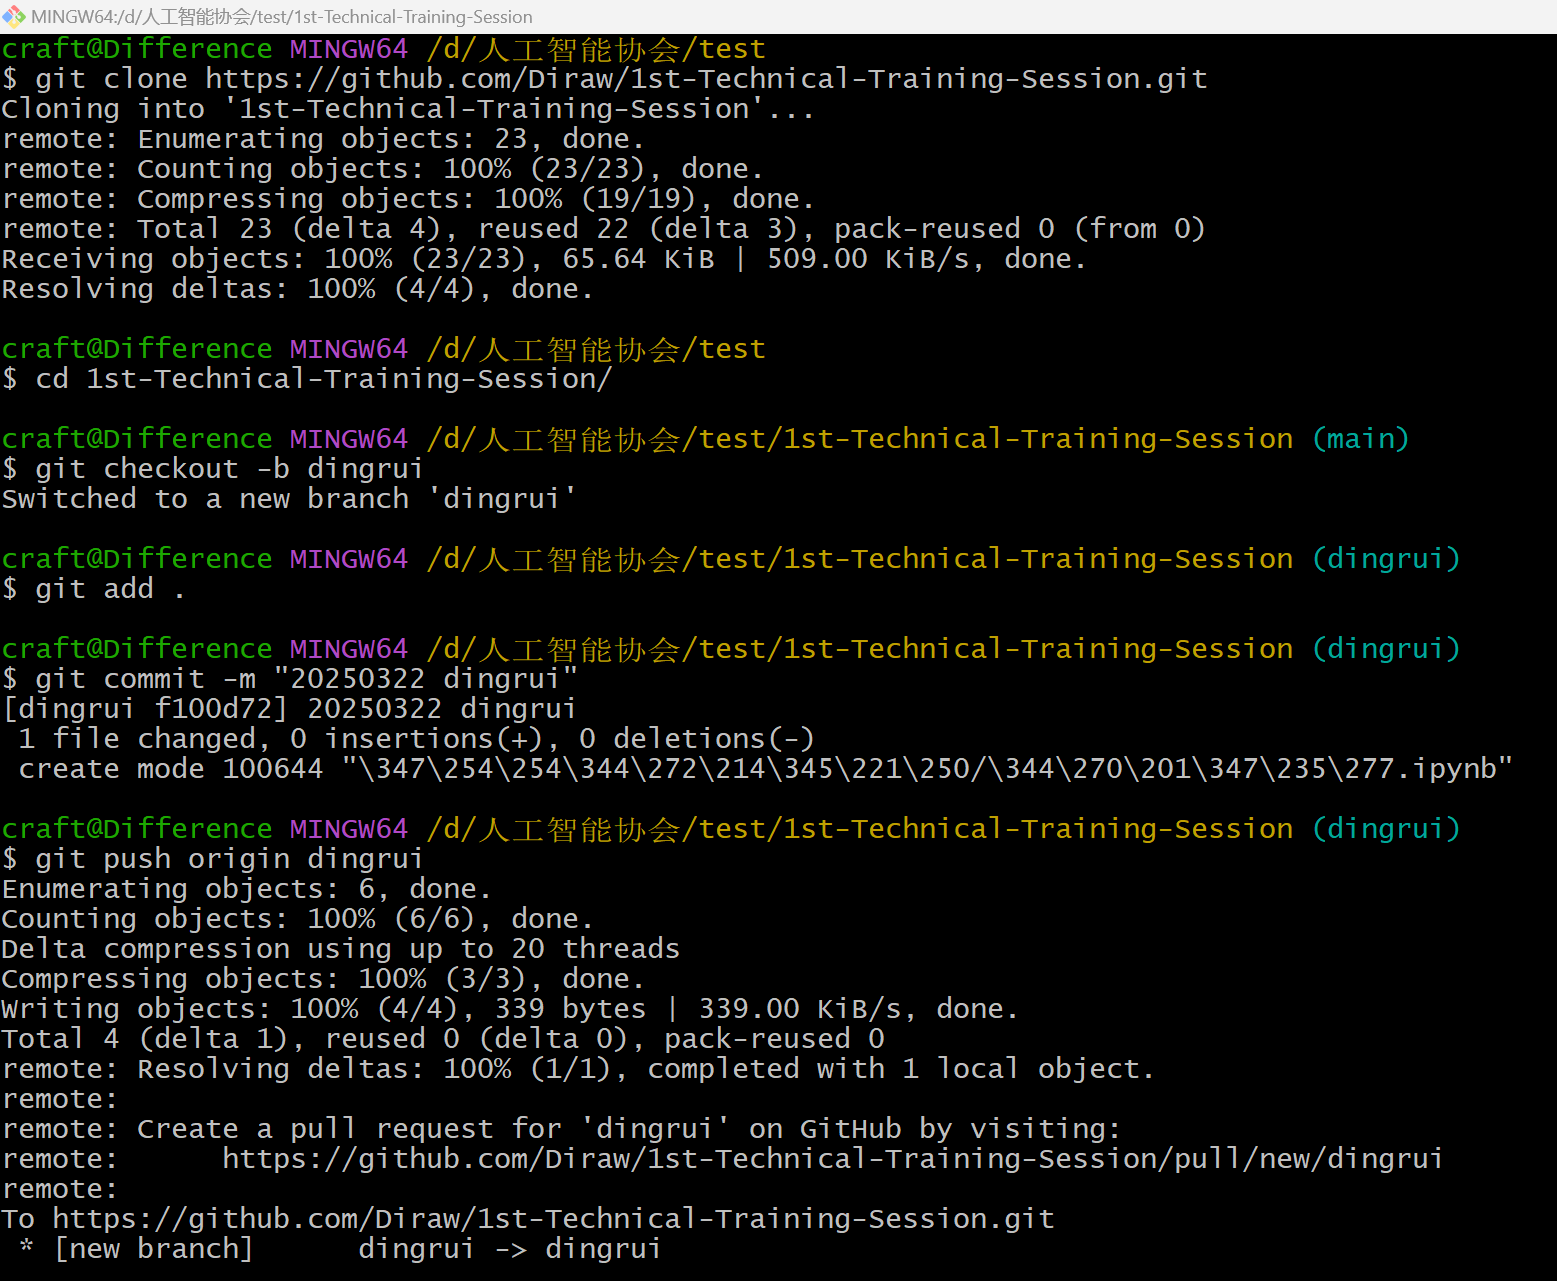 MINGW64:/d/人工智能协会/test/1st-Technical-Training-Session
craft@Difference MINGW64 /d/人工智能协会/test
$ git clone https://github.com/Diraw/1st-Technical-Training-Session.git
Cloning into '1st-Technical-Training-Session'...
remote: Enumerating objects: 23, done.
remote: Counting objects: 100% (23/23), done.
remote: Compressing objects: 100% (19/19), done.
remote: Total 23 (delta 4), reused 22 (delta 3), pack-reused 0 (from 0)
Receiving objects: 100% (23/23), 65.64 KiB | 509.00 KiB/s, done.
Resolving deltas: 100% (4/4), done.
craft@Difference MINGW64 /d/人工智能协会/test
$ cd 1st-Technical-Training-Session/
craft@Difference MINGW64 /d/人工智能协会/test/1st-Technical-Training-Session (main)
$ git checkout -b dingrui
Switched to a new branch 'dingrui'
craft@Difference MINGW64 /d/人工智能协会/test/1st-Technical-Training-Session (dingrui)
$ git add .
craft@Difference MINGW64 /d/人工智能协会/test/1st-Technical-Training-Session (dingrui)
$ git commit -m "20250322 dingrui"
[dingrui f100d72] 20250322 dingrui
 1 file changed, 0 insertions(+), 0 deletions(-)
 create mode 100644 "\347\254\254\344\272\214\345\221\250/\344\270\201\347\235\277.ipynb"
craft@Difference MINGW64 /d/人工智能协会/test/1st-Technical-Training-Session (dingrui)
$ git push origin dingrui
Enumerating objects: 6, done.
Counting objects: 100% (6/6), done.
Delta compression using up to 20 threads
Compressing objects: 100% (3/3), done.
Writing objects: 100% (4/4), 339 bytes | 339.00 KiB/s, done.
Total 4 (delta 1), reused 0 (delta 0), pack-reused 0
remote: Resolving deltas: 100% (1/1), completed with 1 local object.
remote:
remote: Create a pull request for 'dingrui' on GitHub by visiting:
remote:      https://github.com/Diraw/1st-Technical-Training-Session/pull/new/dingrui
remote:
To https://github.com/Diraw/1st-Technical-Training-Session.git
 * [new branch]      dingrui -> dingrui